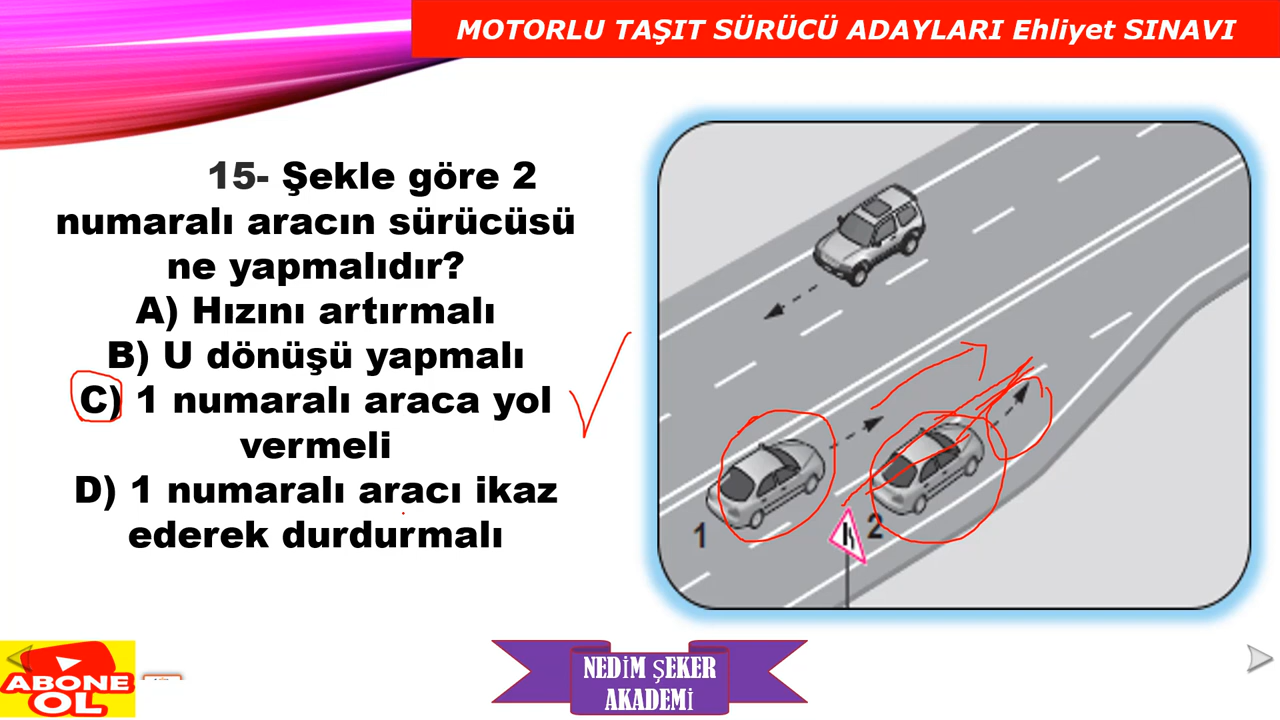 MOTORLU TAŞIT SÜRÜCÜ ADAYLARI Ehliyet SINAVI
15- Şekle göre 2
numaralı aracın sürücüsü
ne yapmalıdır?
A) Hızını artırmalı
B) U dönüşü yapmalı
C) 1 numaralı araca yol
vermeli
D) 1 numaralı aracı ikaz
ederek durdurmalı
1
2
ABONE
OL
NEDİM ŞEKER
AKADEMİ